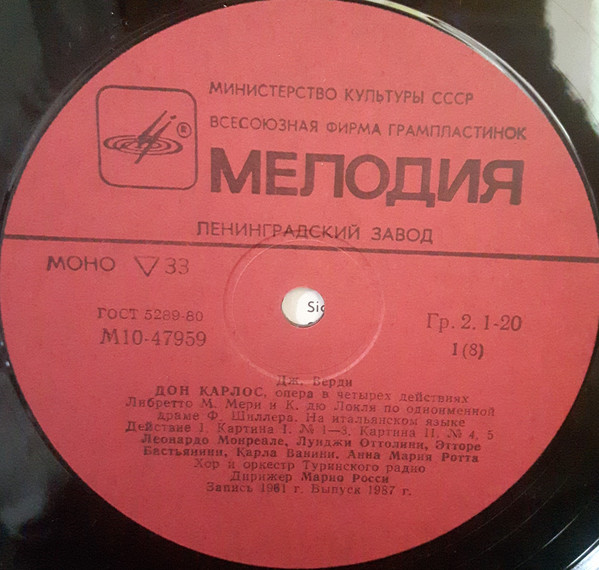 МИНИСТЕРСТВО КУЛЬТУРЫ СССР
ВСЕСОЮЗНАЯ ФИРМА ГРАМПЛАСТИНОК
®
МЕЛОДИЯ
ЛЕНИНГРАДСКИЙ ЗАВОД
МОНО ▽ 33
ГОСТ 5289-80
М10-47959
Гр. 2. 1-20
1(8)
Sid
Дж. Верди
ДОН КАРЛОС, опера в четырех действиях
Либретто М. Мери и К. дю Локля по одноименной
драме Ф. Шиллера. На итальянском языке
Действие I. Картина I. № 1—3. Картина II. № 4, 5
Леонардо Монреале, Луиджи Оттолини, Этторе
Бастьянини, Карла Ванини, Анна Мария Ротта
Хор и оркестр Туринского радио
Дирижер Марио Росси
Запись 1961 г. Выпуск 1987 г.